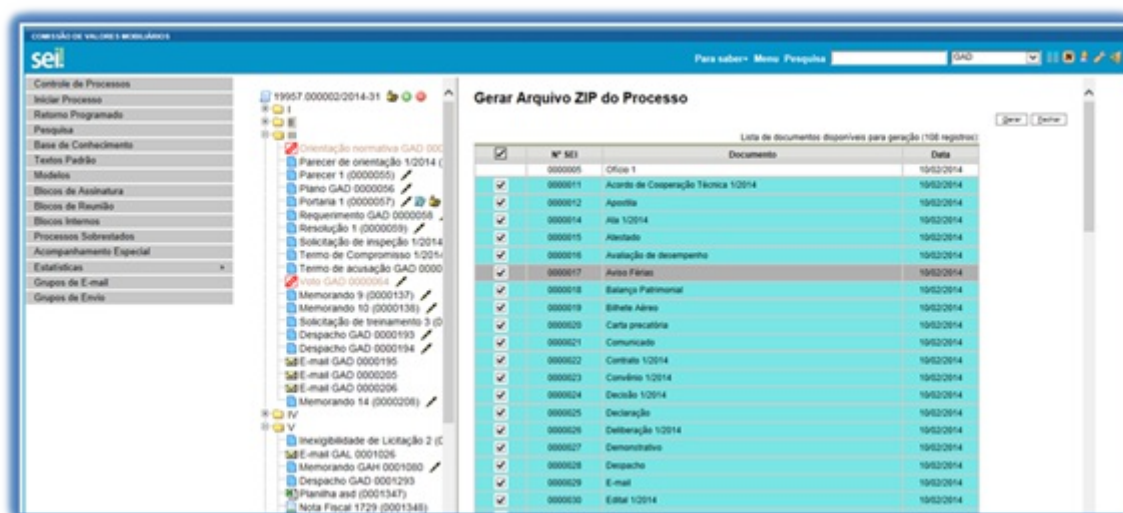 COMISSÃO DE VALORES MOBILIÁRIOS
sei!
Para saber+ Menu Pesquisa
GAD
Controle de Processos
Iniciar Processo
Retorno Programado
Pesquisa
Base de Conhecimento
Textos Padrão
Modelos
Blocos de Assinatura
Blocos de Reunião
Blocos Internos
Processos Sobrestados
Acompanhamento Especial
Estatísticas
Grupos de E-mail
Grupos de Envio
19957.000002/2014-31
I
II
III
Orientação normativa GAD 000
Parecer de orientação 1/2014 (
Parecer 1 (0000055)
Plano GAD 0000056
Portaria 1 (0000057)
Requerimento GAD 0000058
Resolução 1 (0000059)
Solicitação de inspeção 1/2014
Termo de Compromisso 1/2014
Termo de acusação GAD 0000
Voto GAD 0000064
Memorando 9 (0000137)
Memorando 10 (0000138)
Solicitação de treinamento 3 (0
Despacho GAD 0000193
Despacho GAD 0000194
E-mail GAD 0000195
E-mail GAD 0000205
E-mail GAD 0000206
Memorando 14 (0000208)
IV
V
Inexigibilidade de Licitação 2 (0
E-mail GAL 0001026
Memorando GAH 0001080
Despacho GAD 0001293
Planilha asd (0001347)
Nota Fiscal 1729 (0001348)
Gerar Arquivo ZIP do Processo
Gerar Fechar
Lista de documentos disponíveis para geração (108 registros):
Nº SEI Documento Data
0000005 Ofício 1 10/02/2014
0000011 Acordo de Cooperação Técnica 1/2014 10/02/2014
0000012 Apostila 10/02/2014
0000014 Ata 1/2014 10/02/2014
0000015 Atestado 10/02/2014
0000016 Avaliação de desempenho 10/02/2014
0000017 Aviso Férias 10/02/2014
0000018 Balanço Patrimonial 10/02/2014
0000019 Bilhete Aéreo 10/02/2014
0000020 Carta precatória 10/02/2014
0000021 Comunicado 10/02/2014
0000022 Contrato 1/2014 10/02/2014
0000023 Convênio 1/2014 10/02/2014
0000024 Decisão 1/2014 10/02/2014
0000025 Declaração 10/02/2014
0000026 Deliberação 1/2014 10/02/2014
0000027 Demonstrativo 10/02/2014
0000028 Despacho 10/02/2014
0000029 E-mail 10/02/2014
0000030 Edital 1/2014 10/02/2014